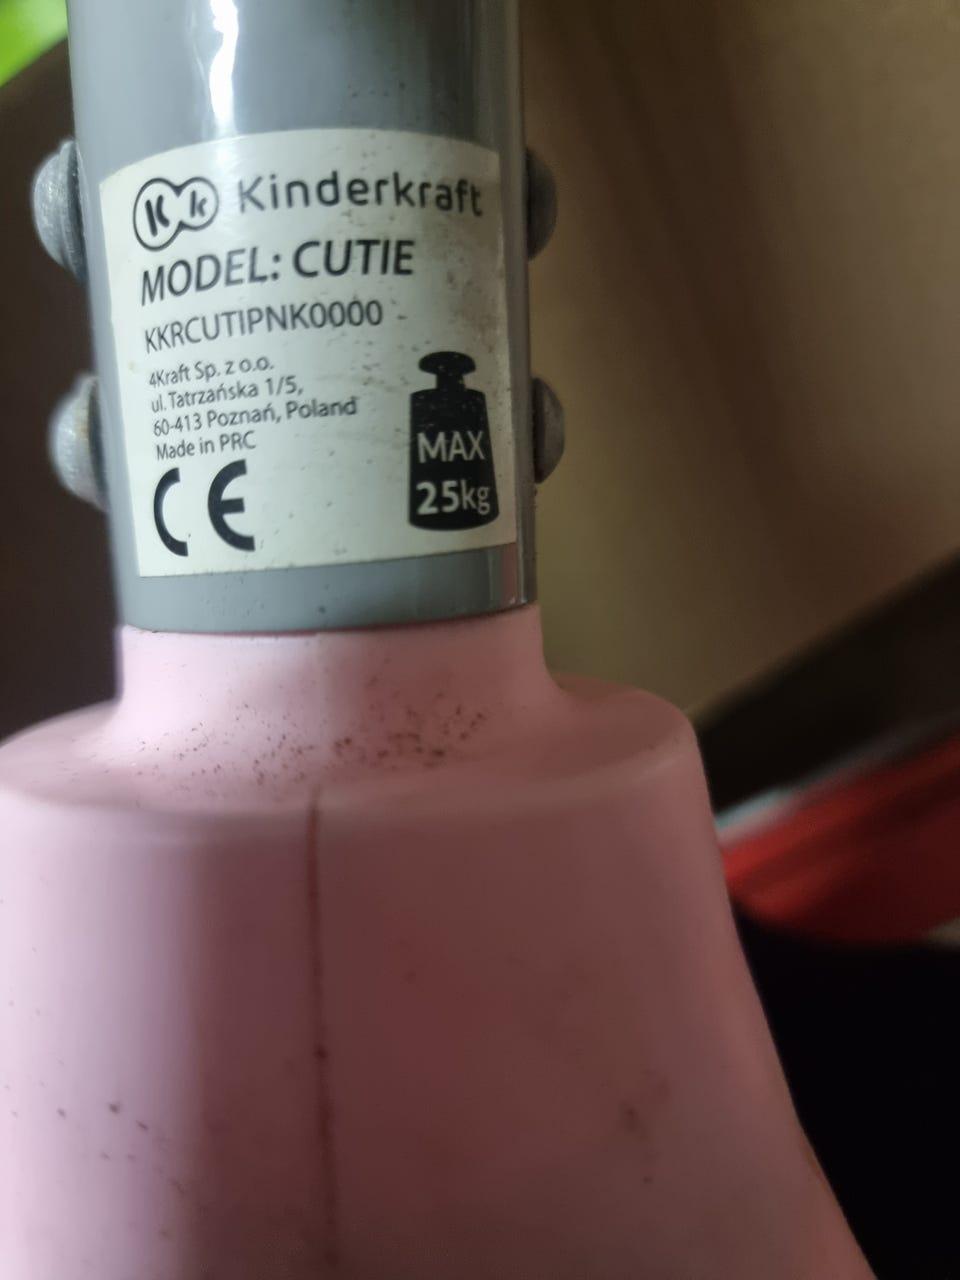 Kk Kinderkraft
MODEL: CUTIE
KKRCUTIPNK0000
4Kraft Sp. z o.o.
ul. Tatrzańska 1/5,
60-413 Poznań, Poland
Made in PRC
CE
MAX
25kg